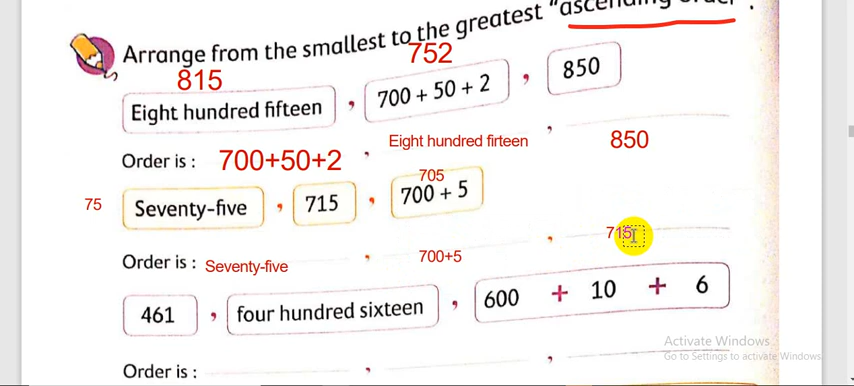 Arrange from the smallest to the greatest "ascending order".
815 752
Eight hundred fifteen , 700 + 50 + 2 , 850
Order is : 700+50+2 , Eight hundred firteen , 850
75 705
Seventy-five , 715 , 700 + 5
Order is : Seventy-five , 700+5 , 715
461 , four hundred sixteen , 600 + 10 + 6
Order is : , ,
Activate Windows
Go to Settings to activate Windows